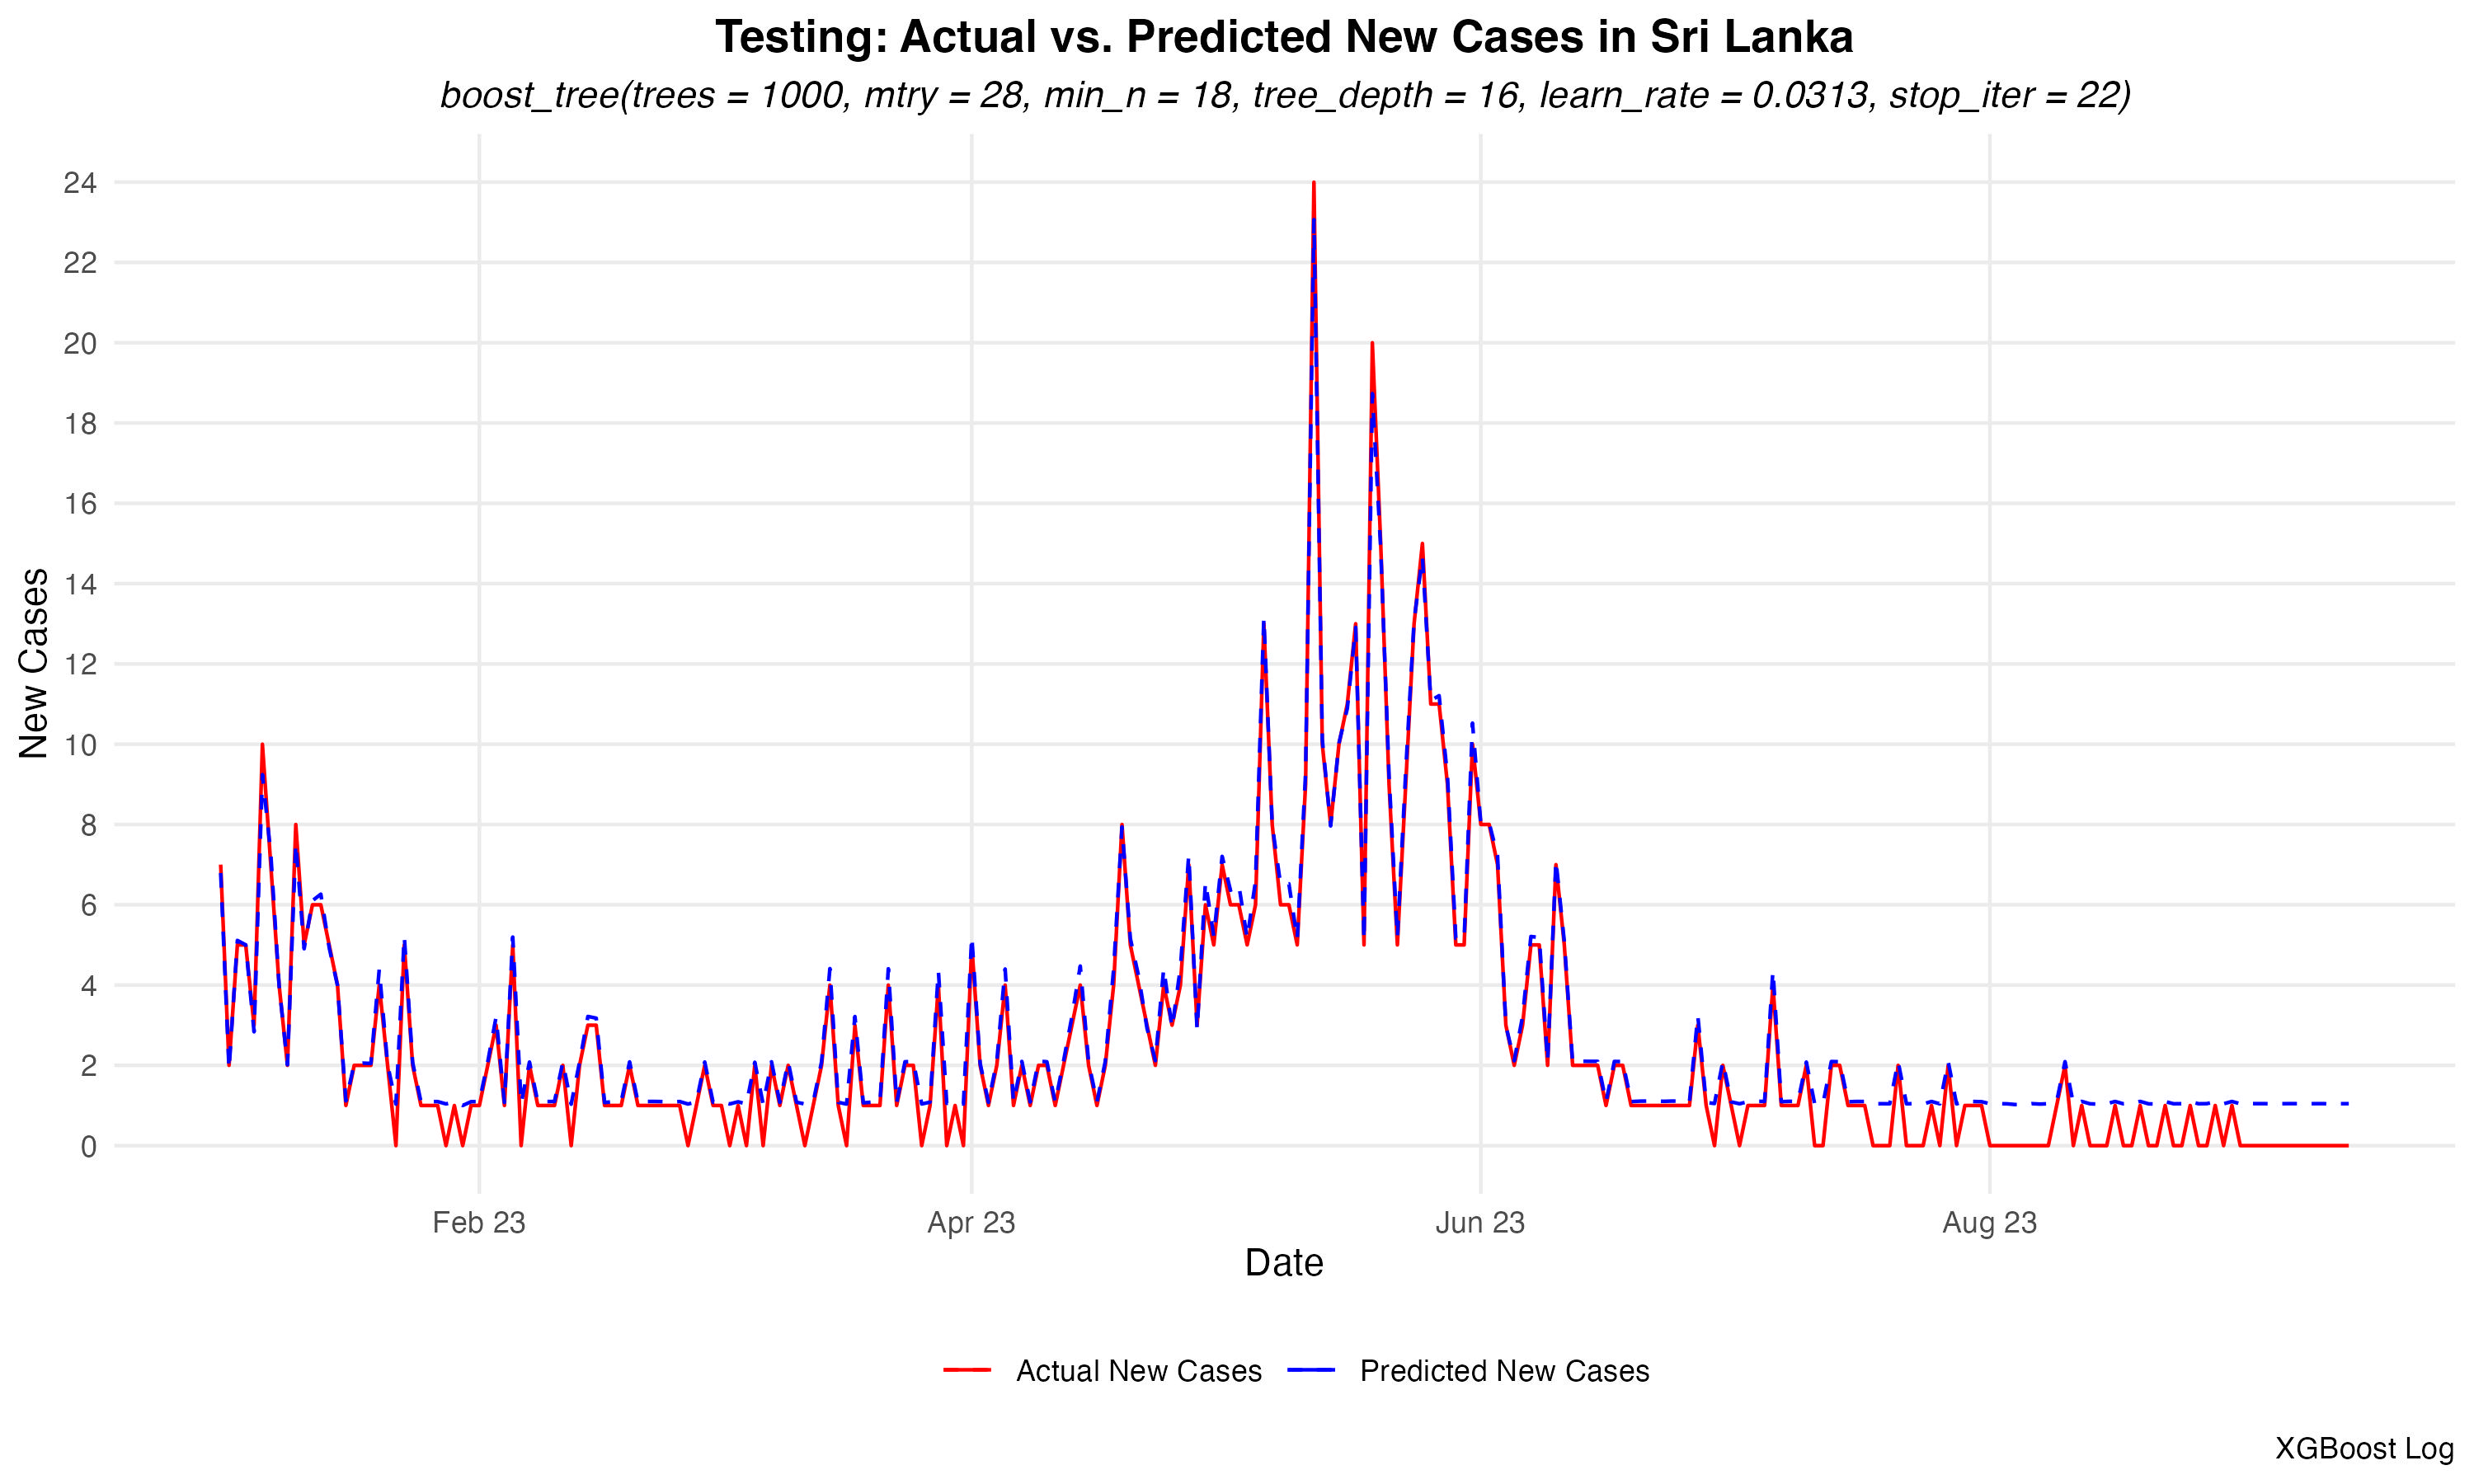 Testing: Actual vs. Predicted New Cases in Sri Lanka
boost_tree(trees = 1000, mtry = 28, min_n = 18, tree_depth = 16, learn_rate = 0.0313, stop_iter = 22)
New Cases
24
22
20
18
16
14
12
10
8
6
4
2
0
Feb 23 Apr 23 Jun 23 Aug 23
Date
Actual New Cases Predicted New Cases
XGBoost Log